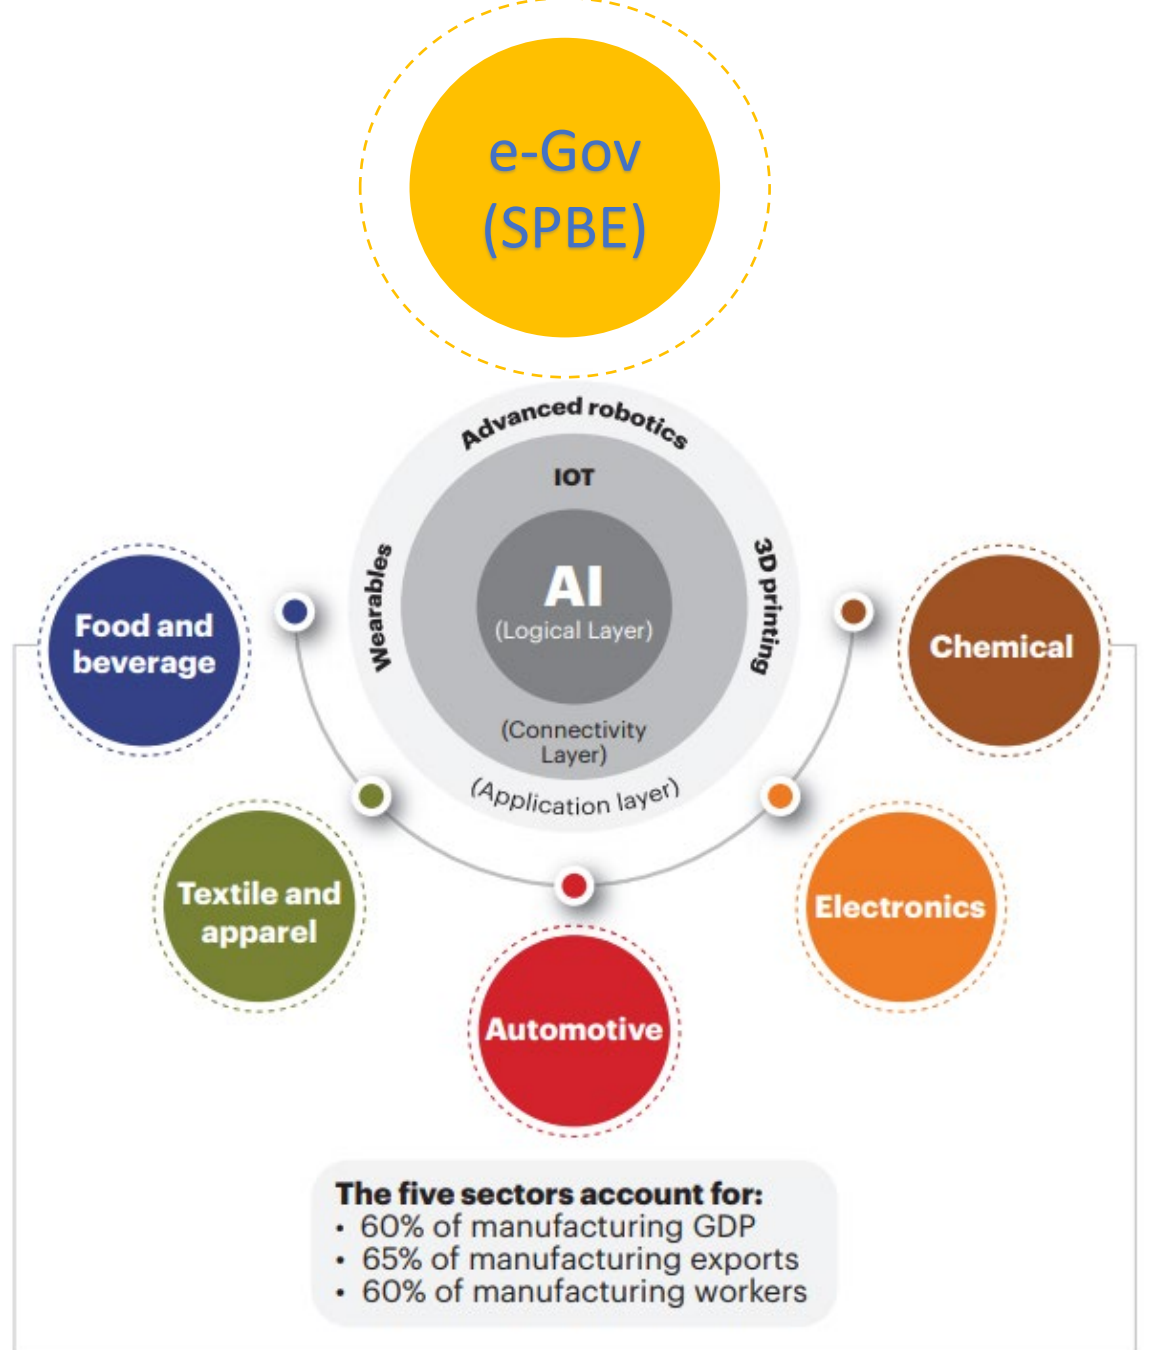 e-Gov
(SPBE)
Advanced robotics
IOT
Wearables
3D printing
AI
(Logical Layer)
(Connectivity
Layer)
(Application layer)
Food and
beverage
Chemical
Textile and
apparel
Electronics
Automotive
The five sectors account for:
• 60% of manufacturing GDP
• 65% of manufacturing exports
• 60% of manufacturing workers